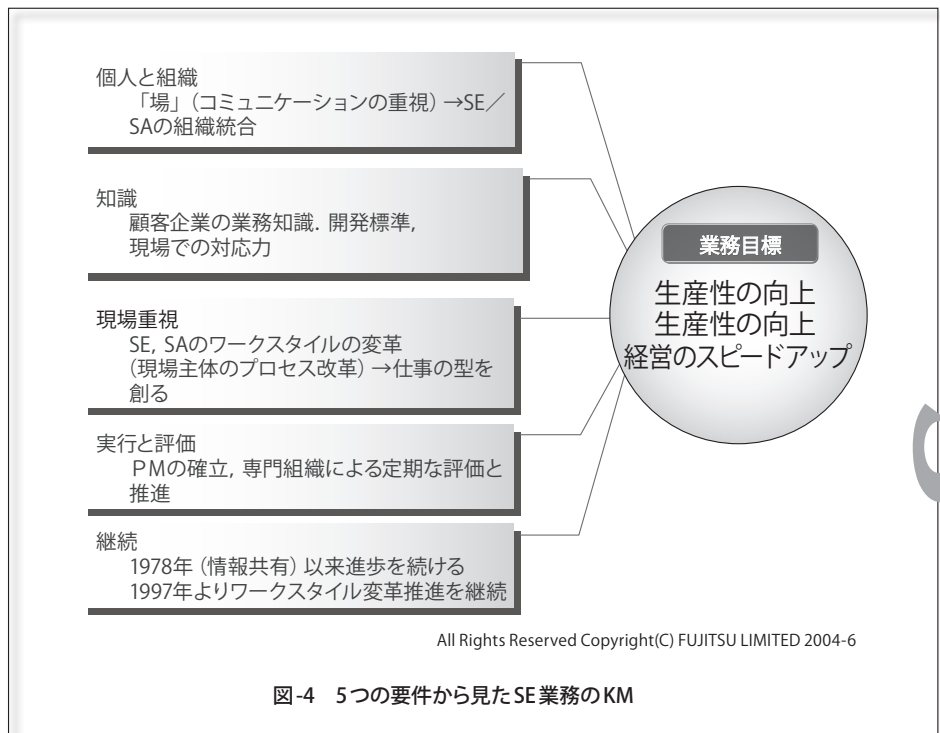 個人と組織
「場」(コミュニケーションの重視)→SE/
SAの組織統合
知識
顧客企業の業務知識. 開発標準,
現場での対応力
現場重視
SE, SAのワークスタイルの変革
(現場主体のプロセス改革)→仕事の型を
創る
実行と評価
PMの確立, 専門組織による定期な評価と
推進
継続
1978年(情報共有)以来進歩を続ける
1997年よりワークスタイル変革推進を継続
業務目標
生産性の向上
生産性の向上
経営のスピードアップ
All Rights Reserved Copyright(C) FUJITSU LIMITED 2004-6
図-4 5つの要件から見たSE業務のKM